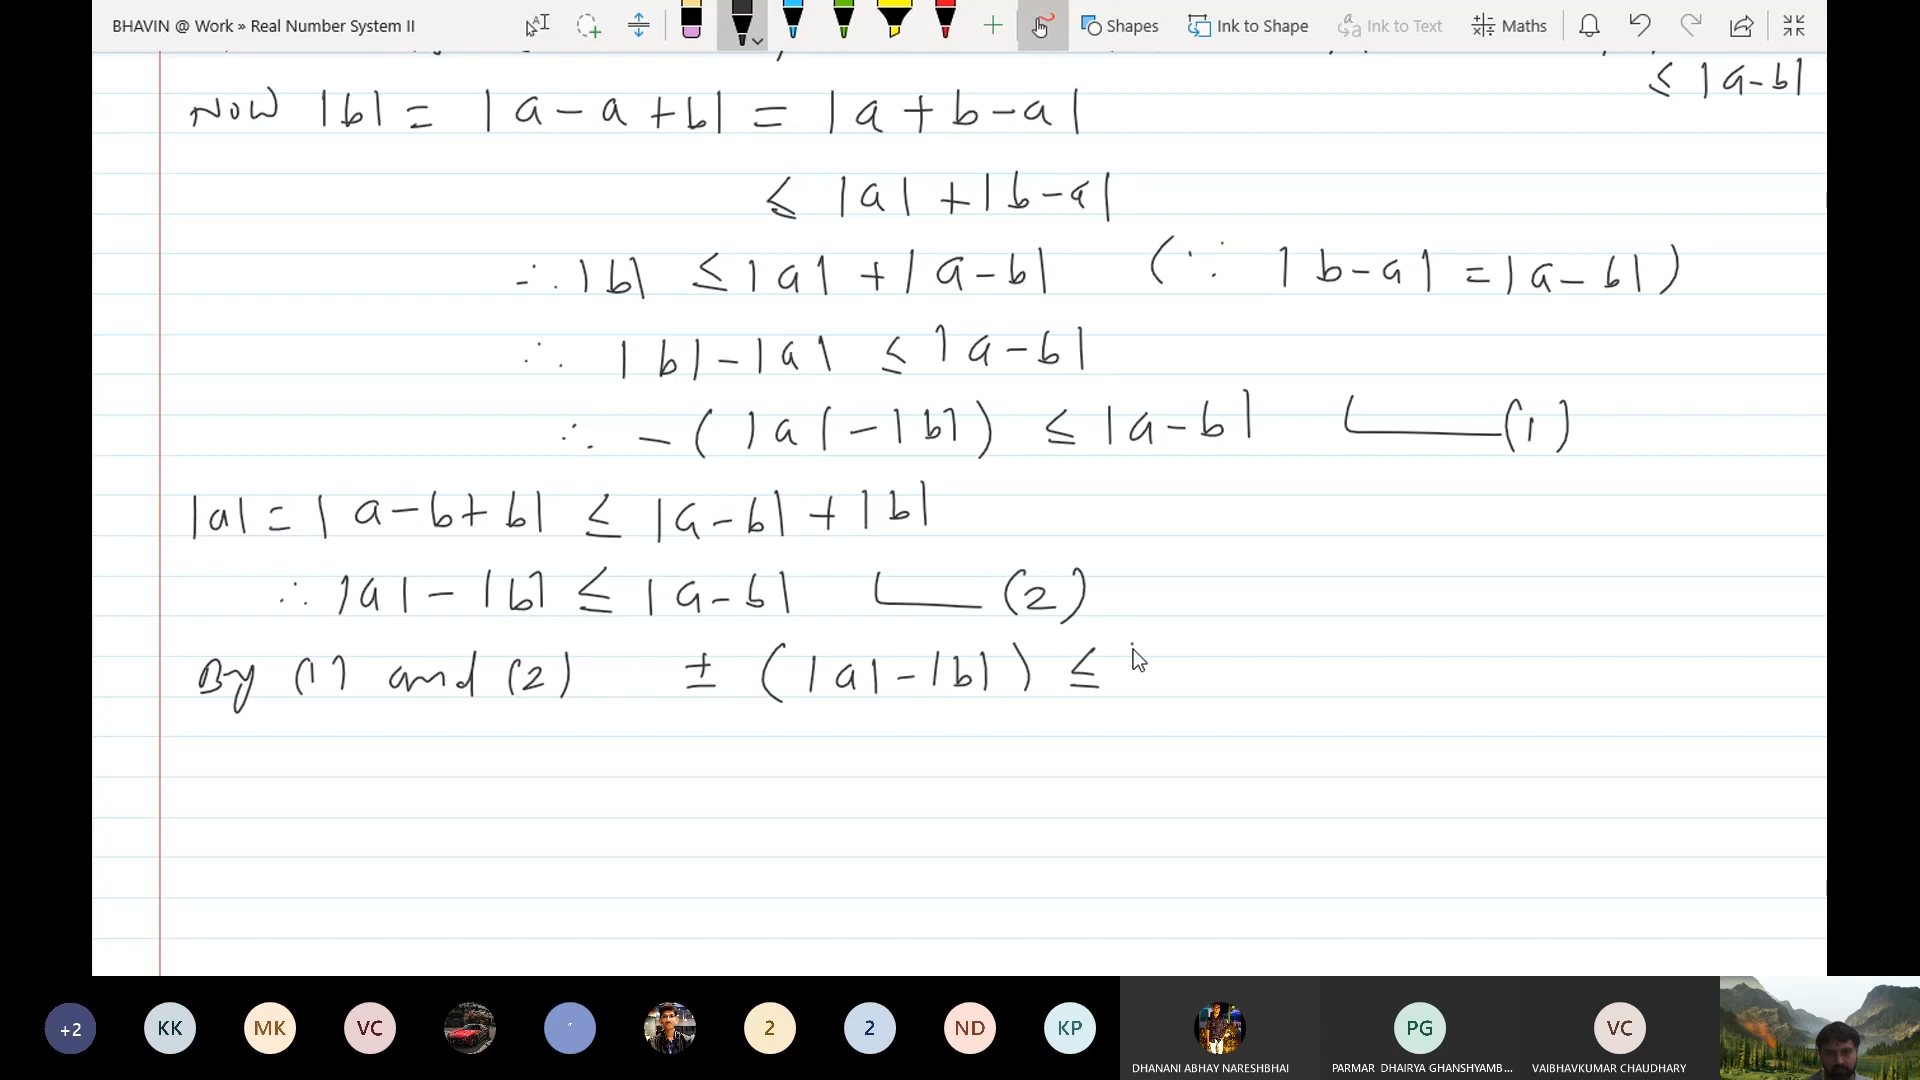 BHAVIN @ Work » Real Number System II
Shapes
Ink to Shape
Ink to Text
Maths
≤ |a-b|
Now |b| = |a-a+b| = |a+b-a|
≤ |a|+|b-a|
∴ |b| ≤ |a|+|a-b| (∵ |b-a| = |a-b|)
∴ |b|-|a| ≤ |a-b|
∴ -(|a|-|b|) ≤ |a-b| (1)
|a| = |a-b+b| ≤ |a-b|+|b|
∴ |a|-|b| ≤ |a-b| (2)
By (1) and (2) ± (|a|-|b|) ≤
+2
KK
MK
VC
2
2
ND
KP
PG
VC
DHANANI ABHAY NARESHBHAI
PARMAR DHAIRYA GHANSHYAMB...
VAIBHAVKUMAR CHAUDHARY